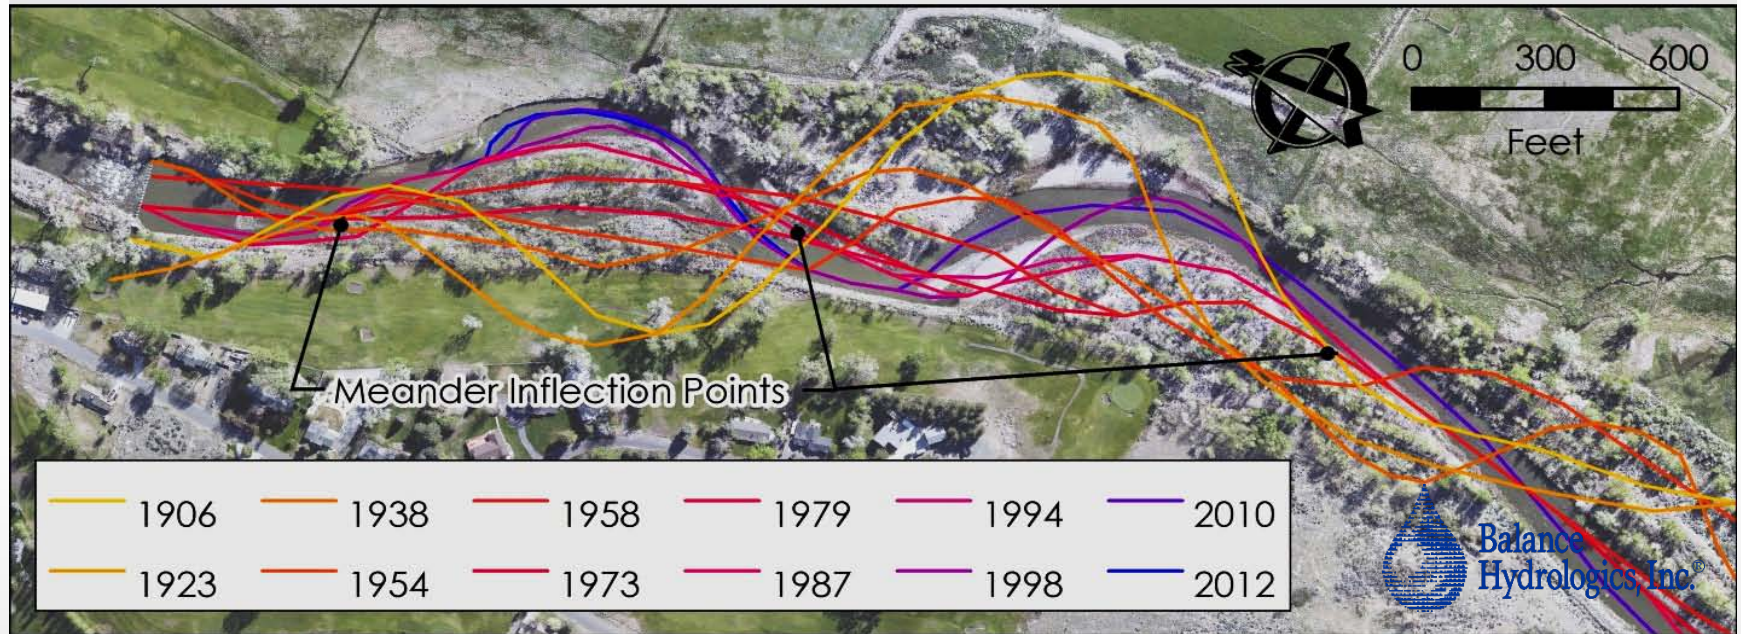 N
0 300 600
Feet
Meander Inflection Points
1906 1938 1958 1979 1994 2010
1923 1954 1973 1987 1998 2012
Balance
Hydrologics, Inc.®